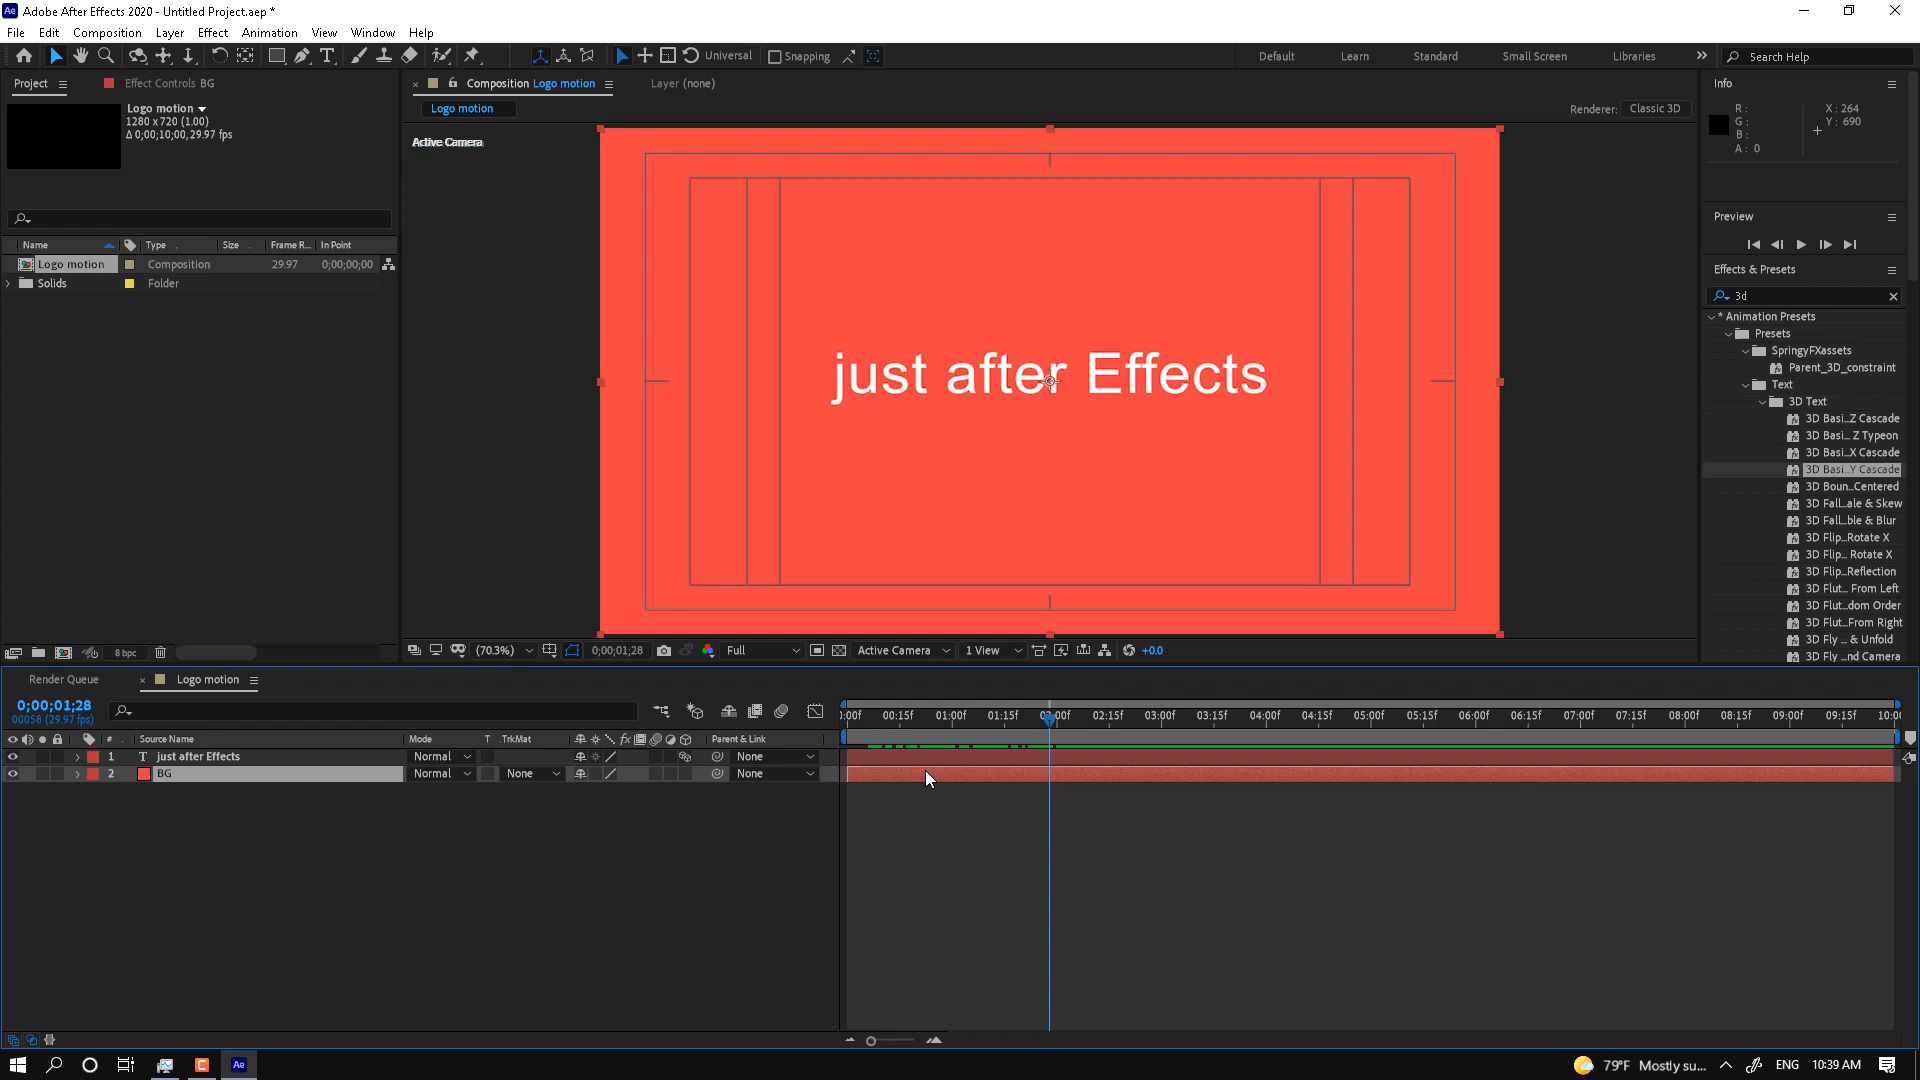 Adobe After Effects 2020 - Untitled Project.aep *
File Edit Composition Layer Effect Animation View Window Help
Universal Snapping Default Learn Standard Small Screen Libraries Search Help
Project Effect Controls BG
Logo motion
1280 x 720 (1.00)
Δ 0;00;10;00, 29.97 fps
Name Type Size Frame R... In Point
Logo motion Composition 29.97 0;00;00;00
Solids Folder
8 bpc
Composition Logo motion Layer (none)
Logo motion
Renderer: Classic 3D
Active Camera
just after Effects
(70.3%) 0;00;01;28 Full Active Camera 1 View +0.0
Info
R: X: 264
G: Y: 690
B:
A: 0
Preview
Effects & Presets
3d
* Animation Presets
Presets
SpringyFXassets
Parent_3D_constraint
Text
3D Text
3D Basi...Z Cascade
3D Basi... Z Typeon
3D Basi...X Cascade
3D Basi...Y Cascade
3D Boun...Centered
3D Fall...ale & Skew
3D Fall...ble & Blur
3D Flip...Rotate X
3D Flip... Rotate X
3D Flip...Reflection
3D Flut... From Left
3D Flut...dom Order
3D Flut...From Right
3D Fly ... & Unfold
3D Fly ...nd Camera
Render Queue Logo motion
0;00;01;28
00058 (29.97 fps)
:00f 00:15f 01:00f 01:15f 02:00f 02:15f 03:00f 03:15f 04:00f 04:15f 05:00f 05:15f 06:00f 06:15f 07:00f 07:15f 08:00f 08:15f 09:00f 09:15f 10:0
# Source Name Mode T .TrkMat fx Parent & Link
1 T just after Effects Normal None
2 BG Normal None None
Ae 79°F Mostly su... ENG 10:39 AM